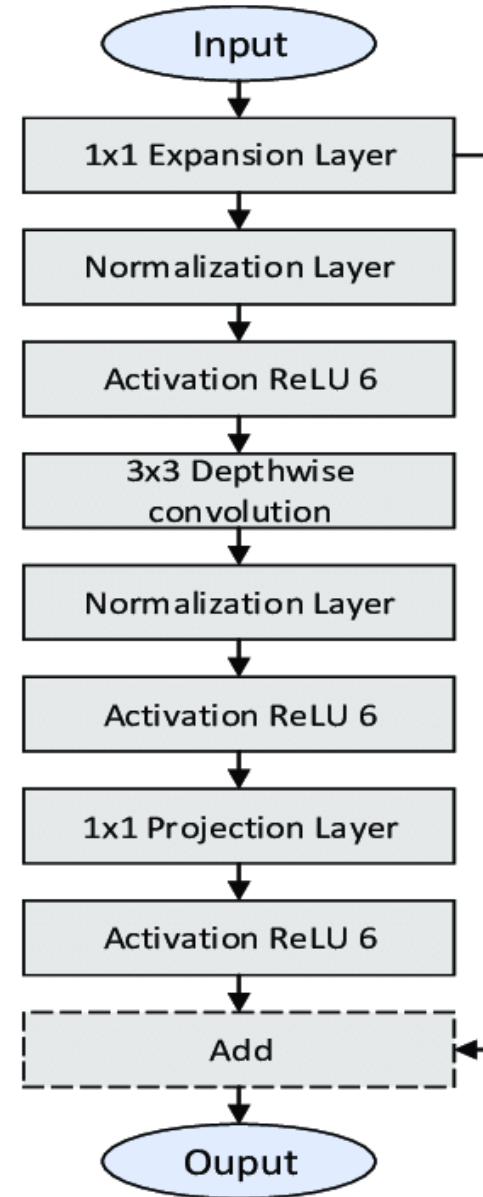 Input
1x1 Expansion Layer
Normalization Layer
Activation ReLU 6
3x3 Depthwise
convolution
Normalization Layer
Activation ReLU 6
1x1 Projection Layer
Activation ReLU 6
Add
Ouput